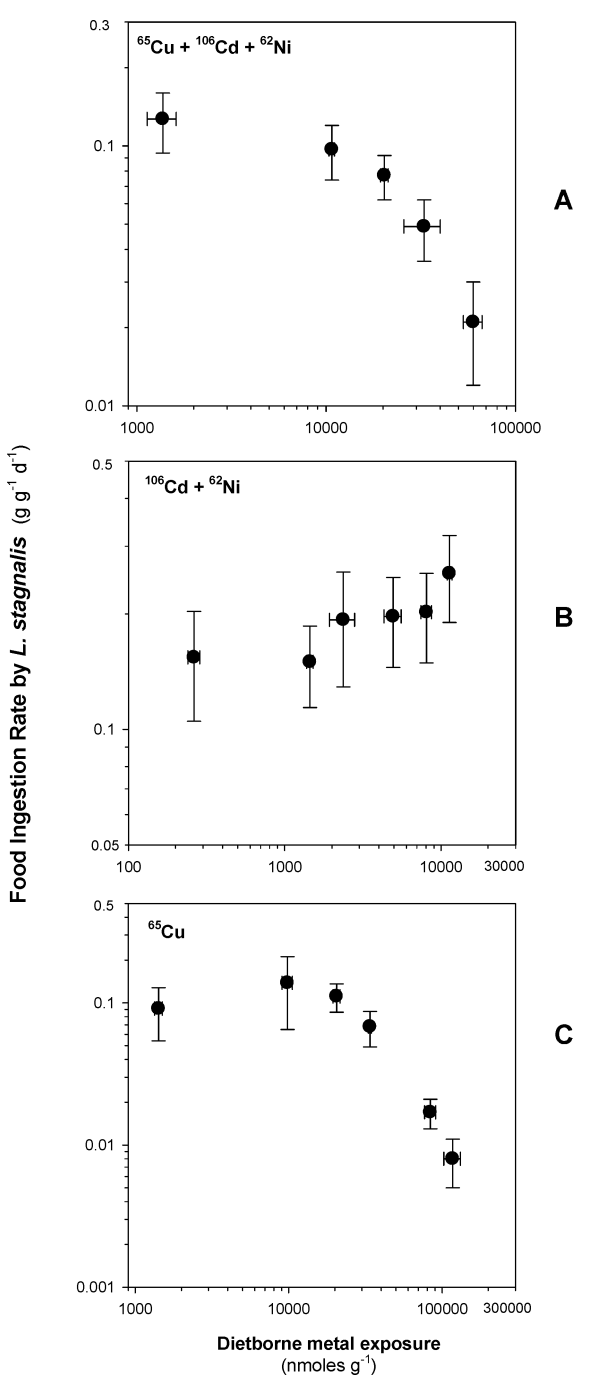 Food Ingestion Rate by L. stagnalis (g g⁻¹ d⁻¹)
0.3
⁶⁵Cu + ¹⁰⁶Cd + ⁶²Ni
0.1
A
0.01
1000 10000 100000
0.5
¹⁰⁶Cd + ⁶²Ni
B
0.1
0.05
100 1000 10000 30000
0.5
⁶⁵Cu
0.1
C
0.01
0.001
1000 10000 100000 300000
Dietborne metal exposure
(nmoles g⁻¹)